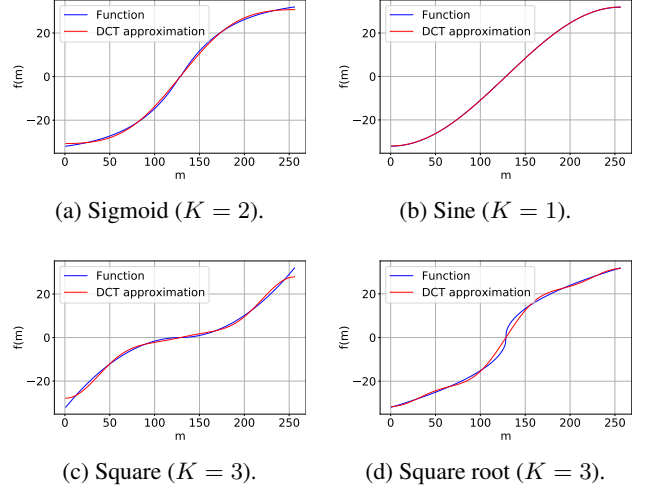 20
0
−20
f(m)
Function
DCT approximation
0 50 100 150 200 250
m
(a) Sigmoid (K = 2).
20
0
−20
f(m)
Function
DCT approximation
0 50 100 150 200 250
m
(b) Sine (K = 1).
20
0
−20
f(m)
Function
DCT approximation
0 50 100 150 200 250
m
(c) Square (K = 3).
20
0
−20
f(m)
Function
DCT approximation
0 50 100 150 200 250
m
(d) Square root (K = 3).